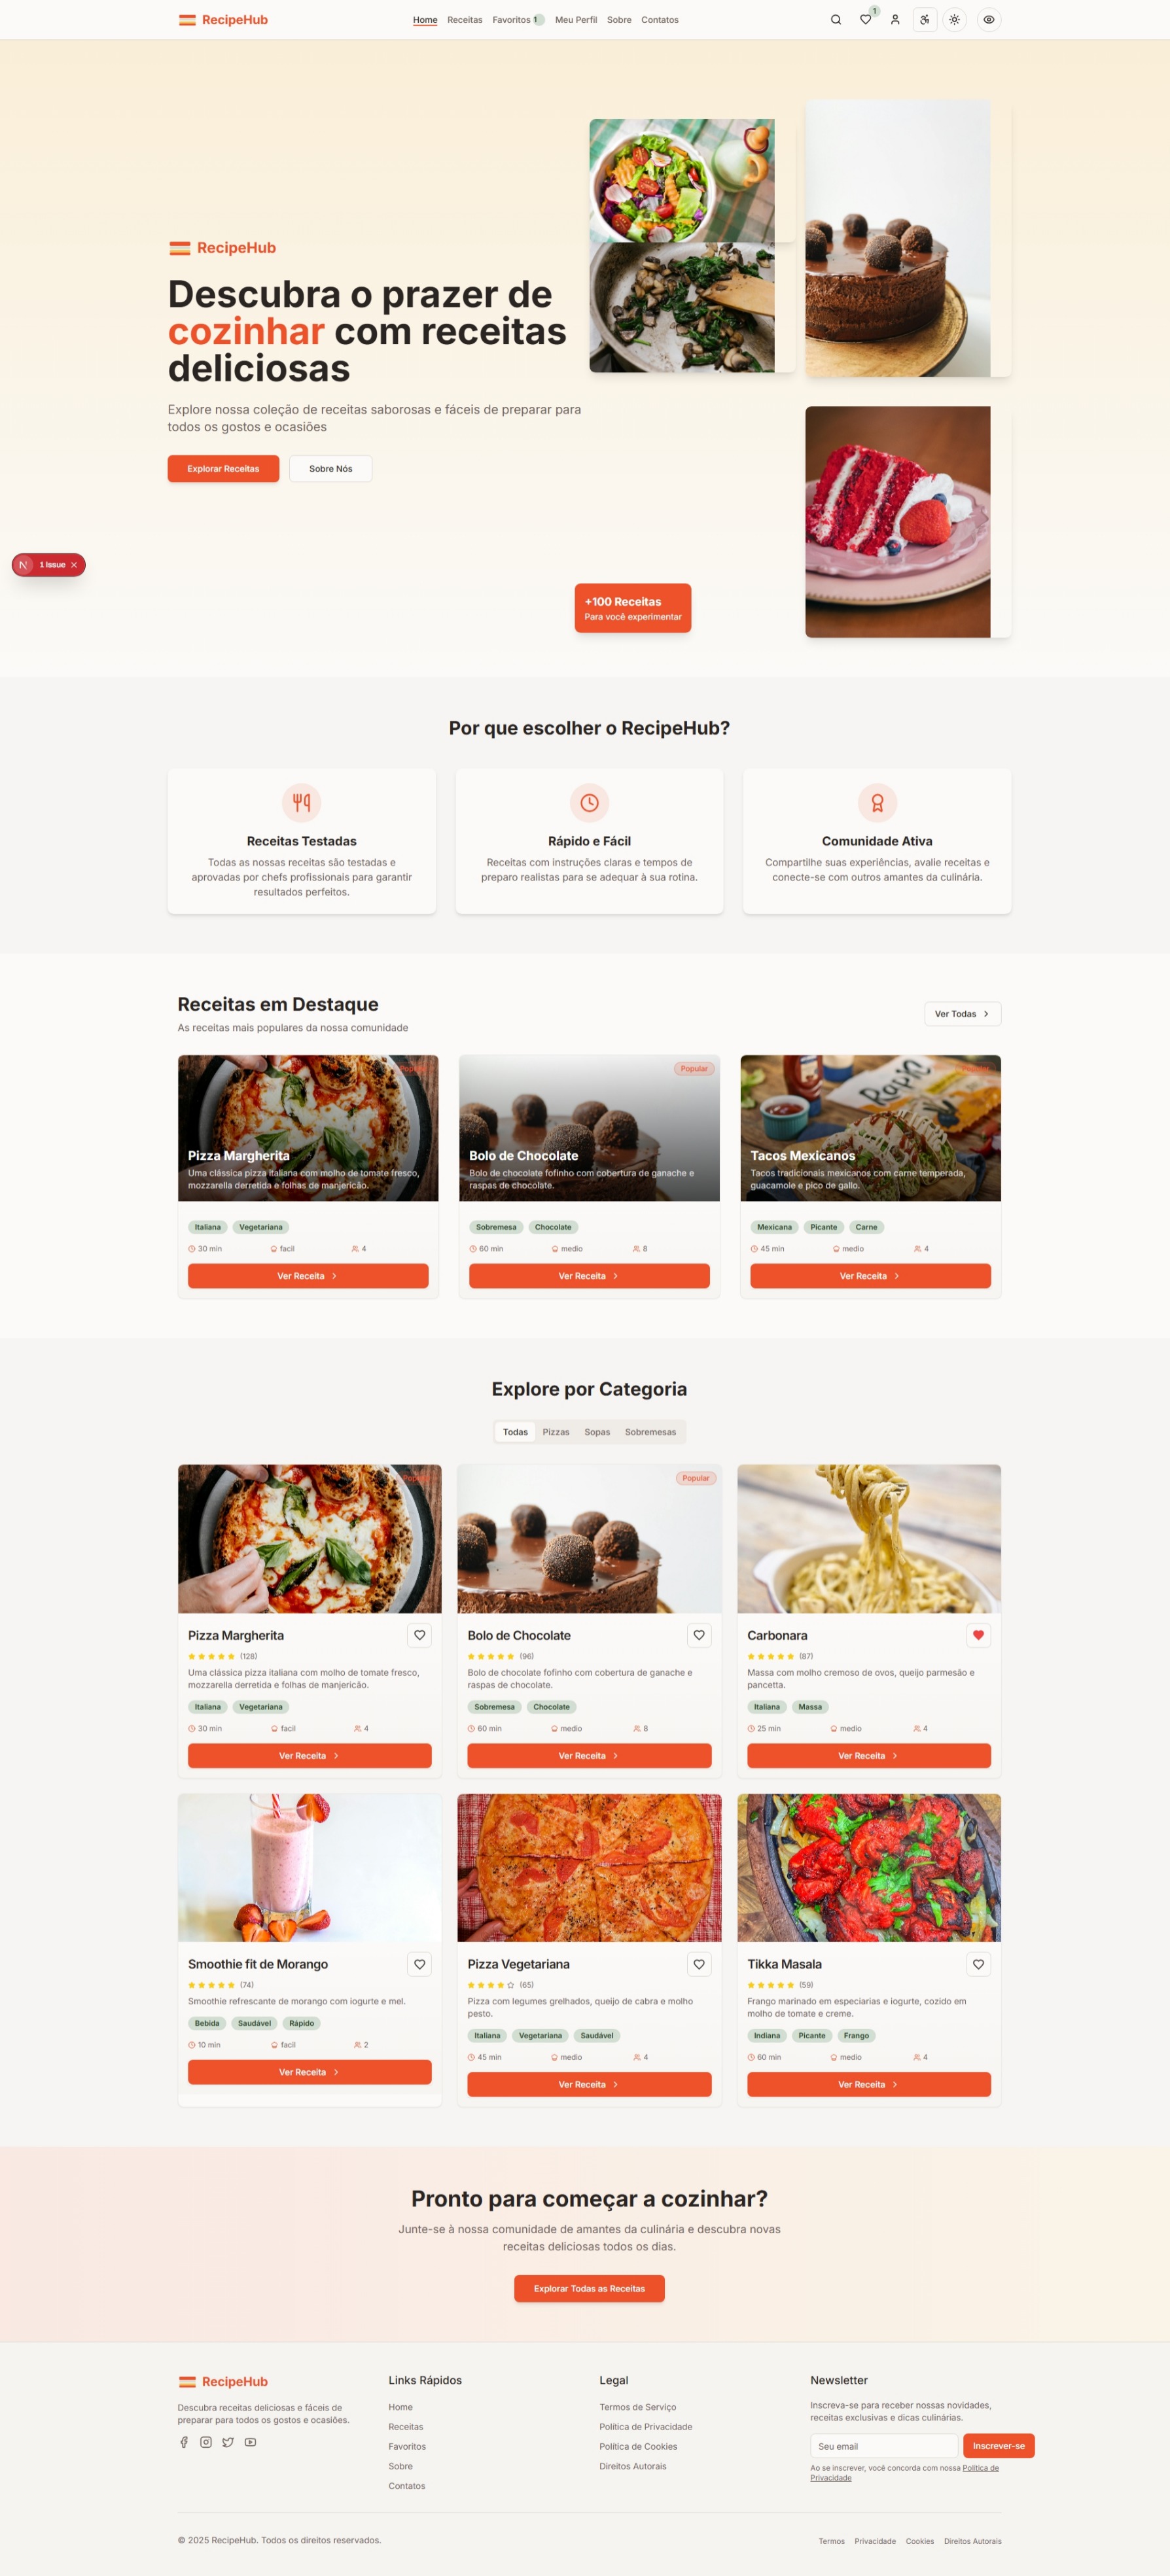 RecipeHub
Home Receitas Favoritos 1 Meu Perfil Sobre Contatos
1
RecipeHub
Descubra o prazer de
cozinhar com receitas
deliciosas
Explore nossa coleção de receitas saborosas e fáceis de preparar para
todos os gostos e ocasiões
Explorar Receitas
Sobre Nós
N 1 Issue
+100 Receitas
Para você experimentar
Por que escolher o RecipeHub?
Receitas Testadas
Todas as nossas receitas são testadas e
aprovadas por chefs profissionais para garantir
resultados perfeitos.
Rápido e Fácil
Receitas com instruções claras e tempos de
preparo realistas para se adequar à sua rotina.
Comunidade Ativa
Compartilhe suas experiências, avalie receitas e
conecte-se com outros amantes da culinária.
Receitas em Destaque
As receitas mais populares da nossa comunidade
Ver Todas
Popular
Pizza Margherita
Uma clássica pizza italiana com molho de tomate fresco,
mozzarella derretida e folhas de manjericão.
Italiana Vegetariana
30 min facil 4
Ver Receita
Popular
Bolo de Chocolate
Bolo de chocolate fofinho com cobertura de ganache e
raspas de chocolate.
Sobremesa Chocolate
60 min medio 8
Ver Receita
Popular
Tacos Mexicanos
Tacos tradicionais mexicanos com carne temperada,
guacamole e pico de gallo.
Mexicana Picante Carne
45 min medio 4
Ver Receita
Explore por Categoria
Todas Pizzas Sopas Sobremesas
Popular
Pizza Margherita
(128)
Uma clássica pizza italiana com molho de tomate fresco,
mozzarella derretida e folhas de manjericão.
Italiana Vegetariana
30 min facil 4
Ver Receita
Popular
Bolo de Chocolate
(96)
Bolo de chocolate fofinho com cobertura de ganache e
raspas de chocolate.
Sobremesa Chocolate
60 min medio 8
Ver Receita
Carbonara
(87)
Massa com molho cremoso de ovos, queijo parmesão e
pancetta.
Italiana Massa
25 min medio 4
Ver Receita
Smoothie fit de Morango
(74)
Smoothie refrescante de morango com iogurte e mel.
Bebida Saudável Rápido
10 min facil 2
Ver Receita
Pizza Vegetariana
(65)
Pizza com legumes grelhados, queijo de cabra e molho
pesto.
Italiana Vegetariana Saudável
45 min medio 4
Ver Receita
Tikka Masala
(59)
Frango marinado em especiarias e iogurte, cozido em
molho de tomate e creme.
Indiana Picante Frango
60 min medio 4
Ver Receita
Pronto para começar a cozinhar?
Junte-se à nossa comunidade de amantes da culinária e descubra novas
receitas deliciosas todos os dias.
Explorar Todas as Receitas
RecipeHub
Descubra receitas deliciosas e fáceis de
preparar para todos os gostos e ocasiões.
Links Rápidos
Home
Receitas
Favoritos
Sobre
Contatos
Legal
Termos de Serviço
Política de Privacidade
Política de Cookies
Direitos Autorais
Newsletter
Inscreva-se para receber nossas novidades,
receitas exclusivas e dicas culinárias.
Seu email
Inscrever-se
Ao se inscrever, você concorda com nossa Política de
Privacidade
© 2025 RecipeHub. Todos os direitos reservados.
Termos Privacidade Cookies Direitos Autorais